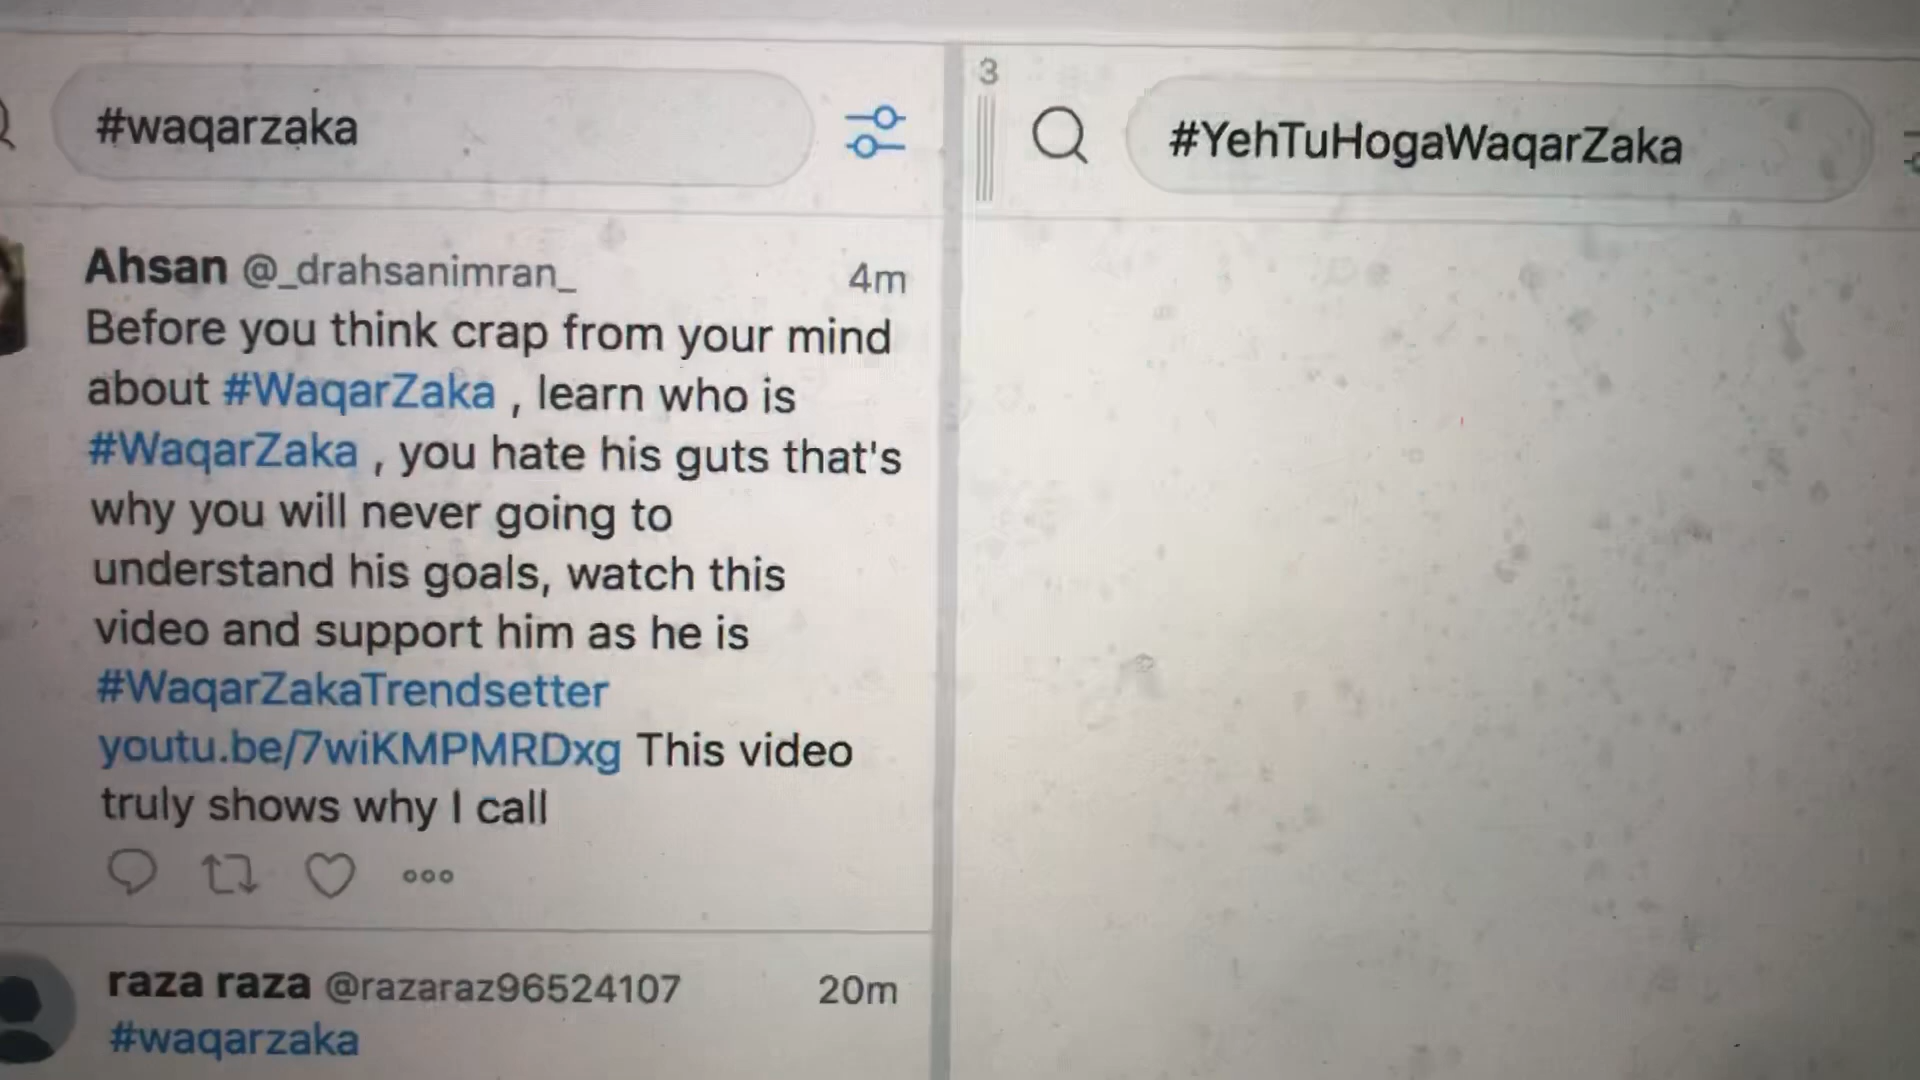 #waqarzaka
3
#YehTuHogaWaqarZaka
Ahsan @_drahsanimran_ 4m
Before you think crap from your mind
about #WaqarZaka , learn who is
#WaqarZaka , you hate his guts that's
why you will never going to
understand his goals, watch this
video and support him as he is
#WaqarZakaTrendsetter
youtu.be/7wiKMPMRDxg This video
truly shows why I call
raza raza @razaraz96524107 20m
#waqarzaka